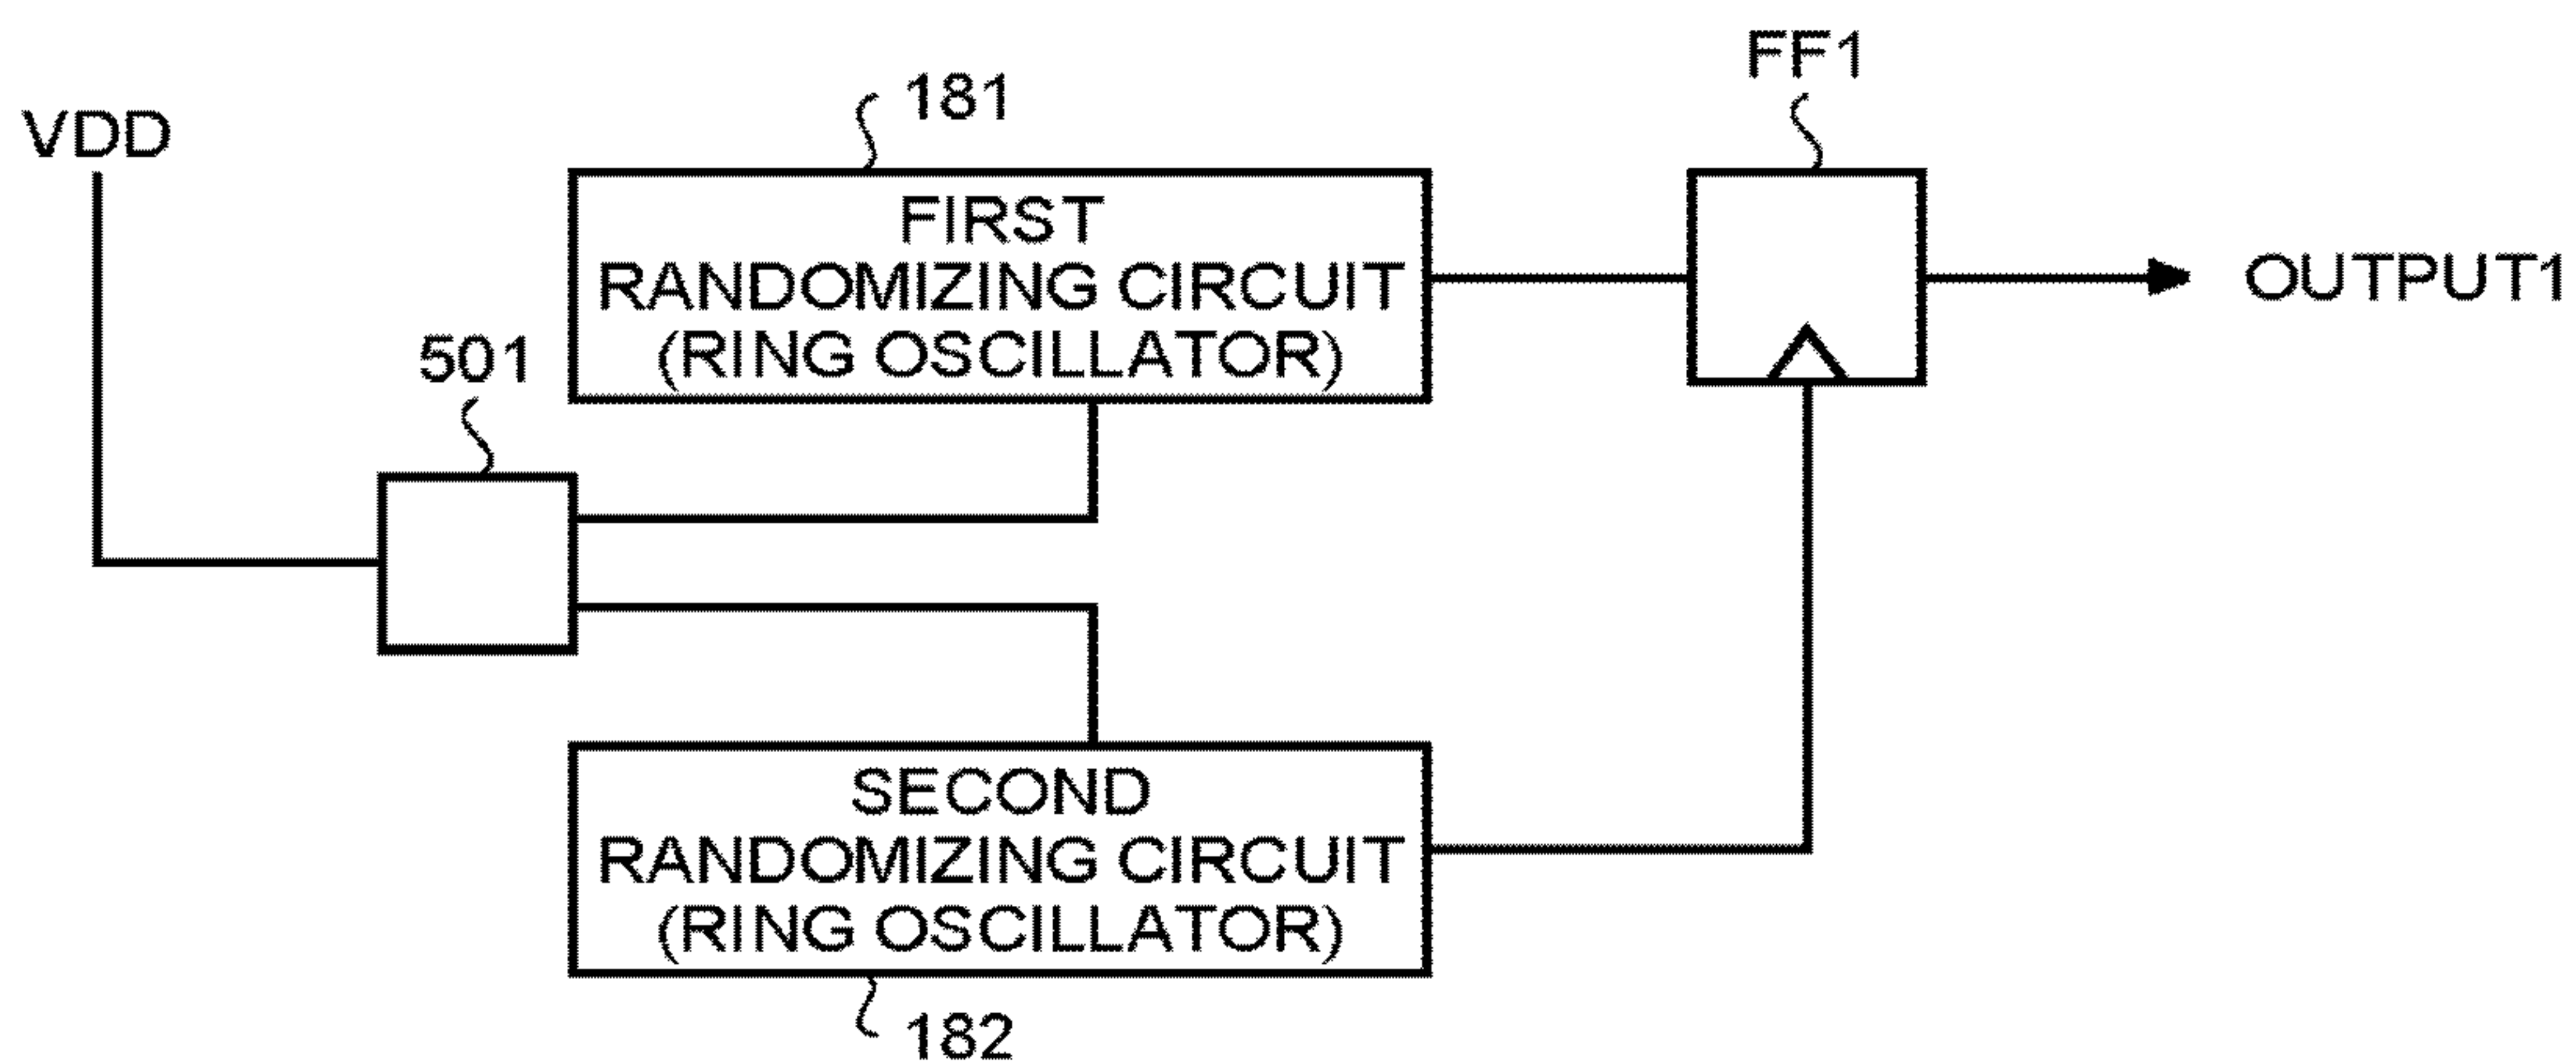 FF1
181
VDD
FIRST
RANDOMIZING CIRCUIT
(RING OSCILLATOR)
OUTPUT1
501
SECOND
RANDOMIZING CIRCUIT
(RING OSCILLATOR)
182